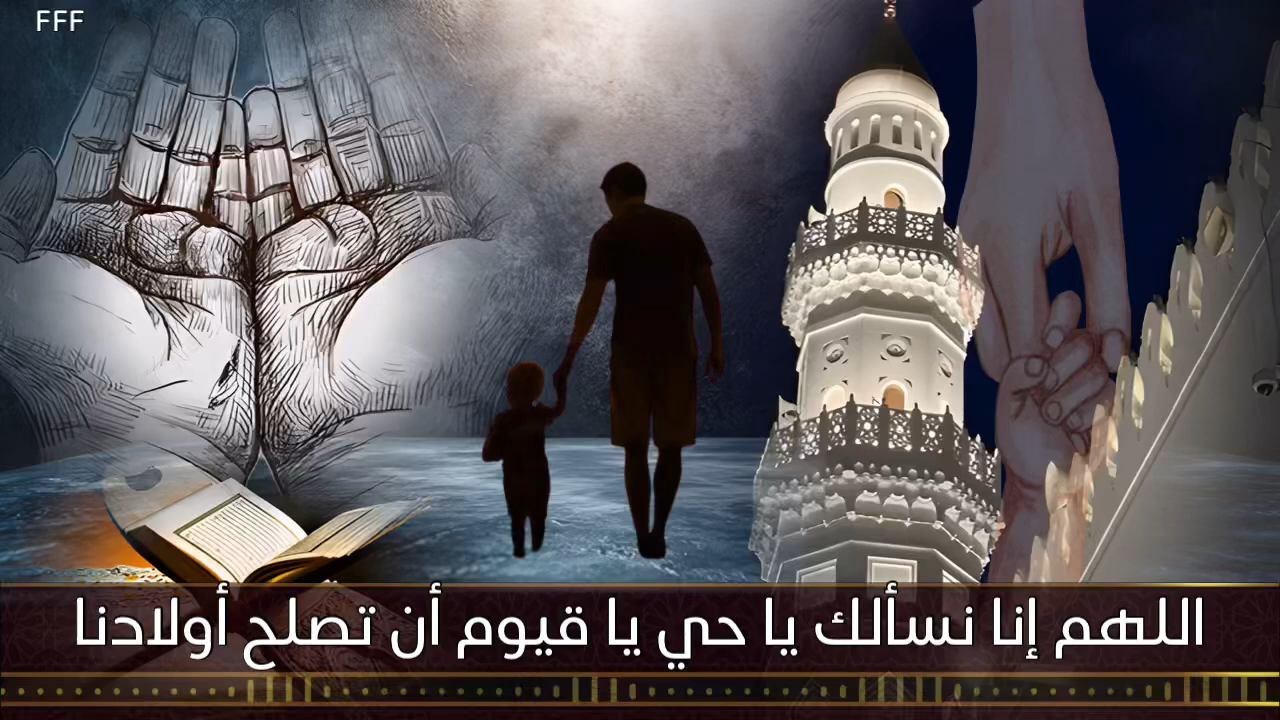 FFF
اللهم إنا نسألك يا حي يا قيوم أن تصلح أولادنا